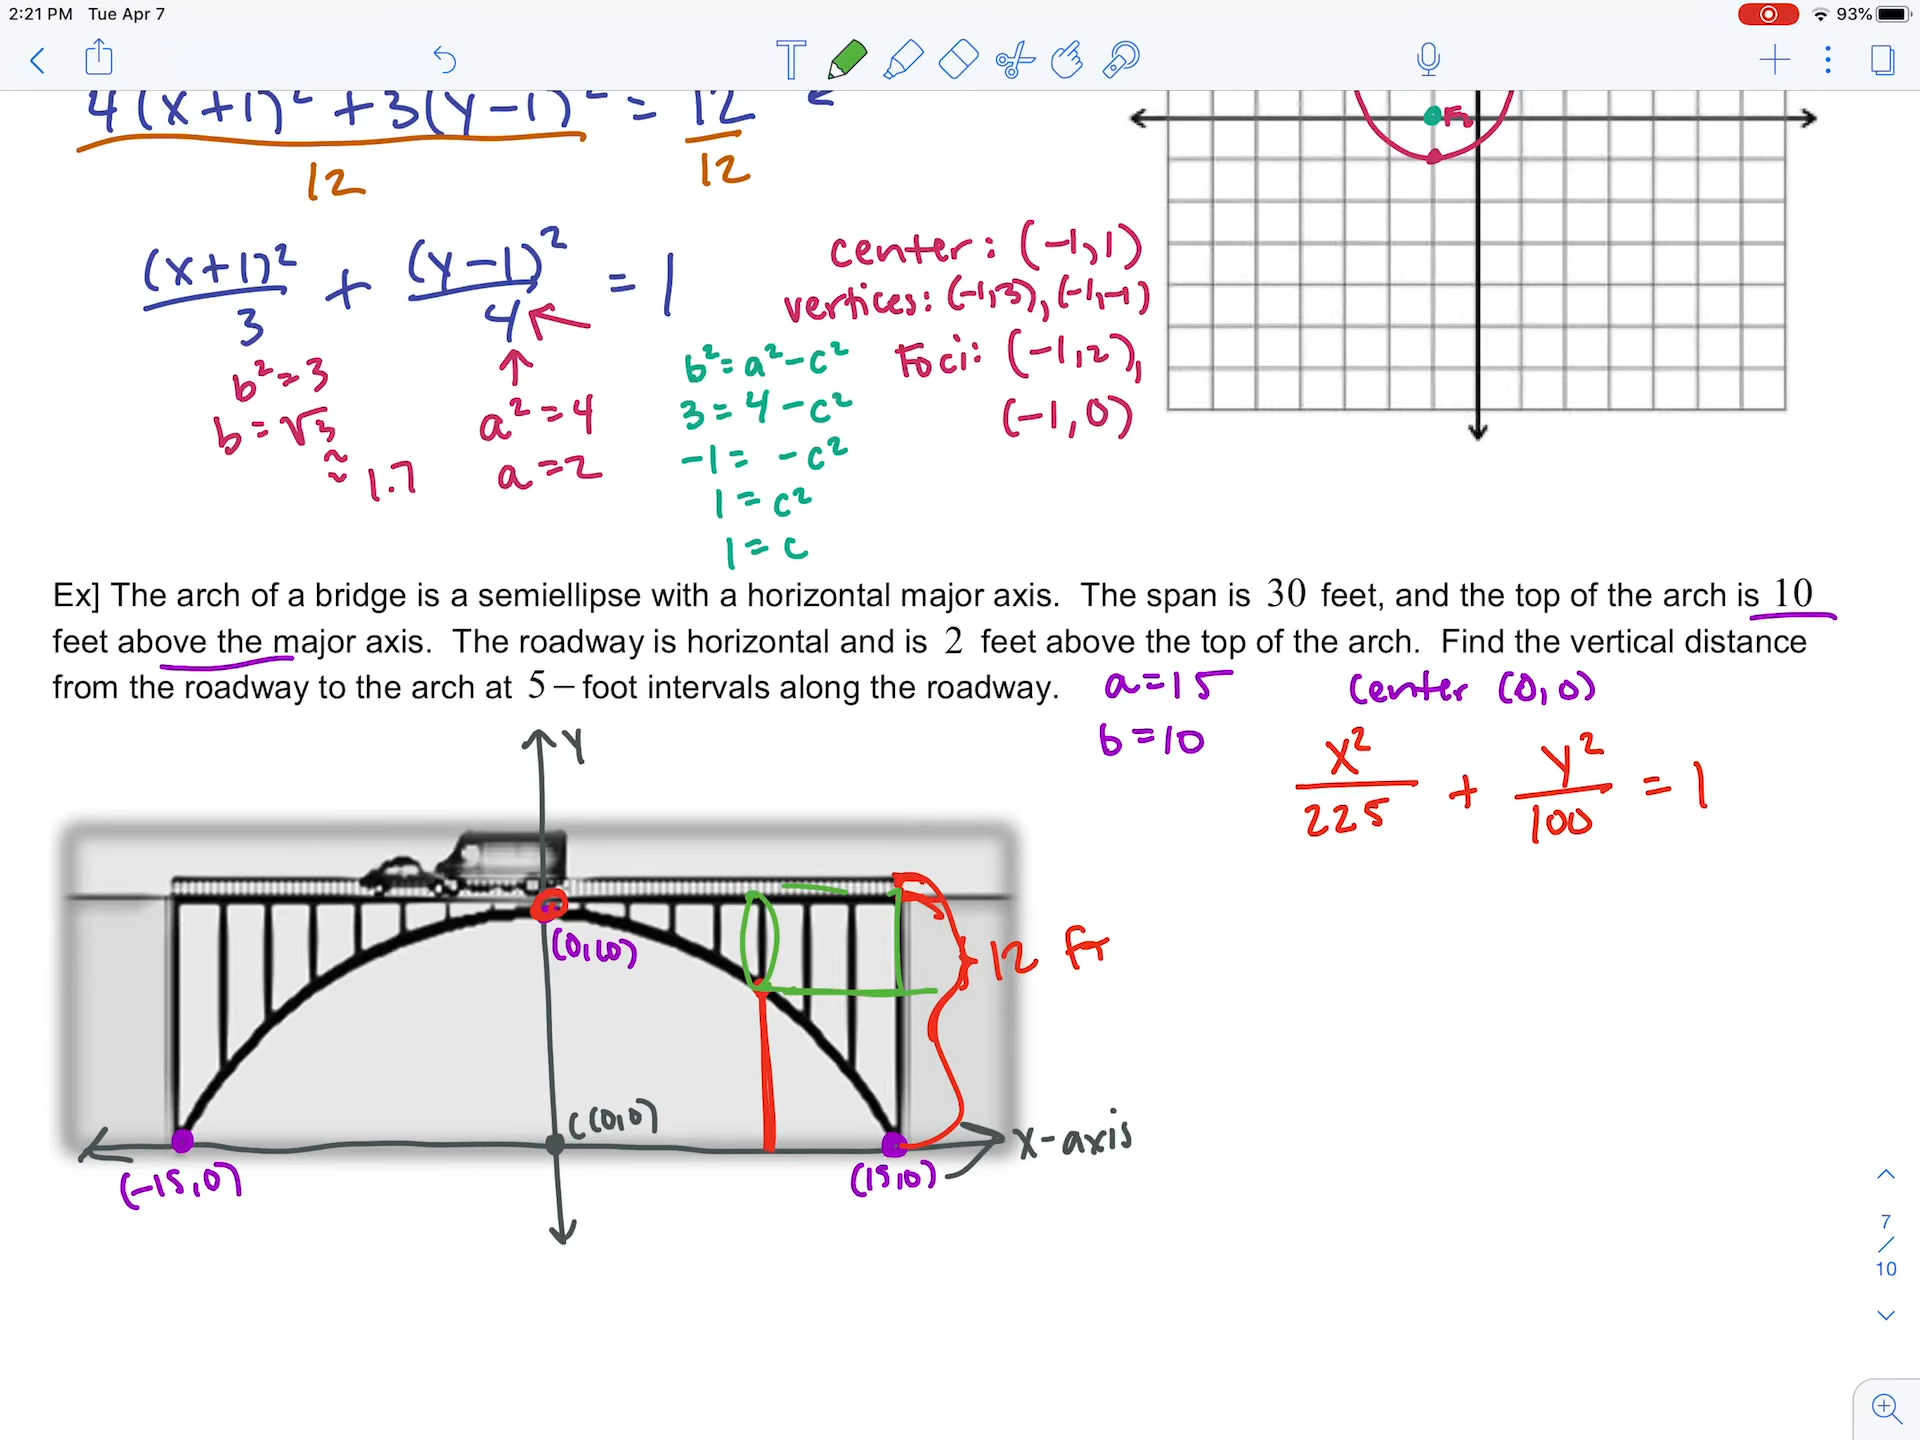 2:21 PM Tue Apr 7 93%
4(x+1)² + 3(y-1)² = 12
12 12
(x+1)² + (y-1)² = 1
3 4
b² = 3
b = √3
≈ 1.7
a² = 4
a = 2
b² = a² - c²
3 = 4 - c²
-1 = -c²
1 = c²
1 = c
center: (-1,1)
vertices: (-1,3), (-1,-1)
Foci: (-1,2),
(-1,0)
Ex] The arch of a bridge is a semiellipse with a horizontal major axis. The span is 30 feet, and the top of the arch is 10
feet above the major axis. The roadway is horizontal and is 2 feet above the top of the arch. Find the vertical distance
from the roadway to the arch at 5-foot intervals along the roadway.
a=15
b=10
center (0,0)
x² + y² = 1
225 100
Y
(0,10)
12 Ft
C(0,0)
x-axis
(-15,0)
(15,0)
7
/
10